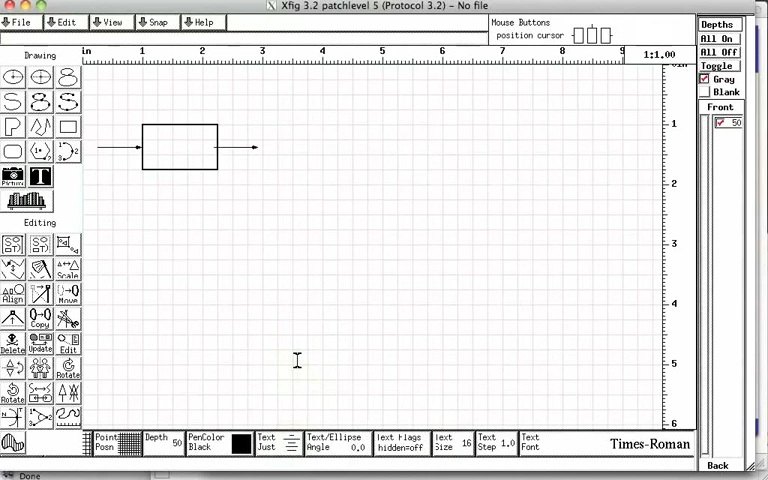 Xfig 3.2 patchlevel 5 (Protocol 3.2) - No file
File Edit View Snap Help
Mouse Buttons
position cursor
Drawing
in 1 2 3 4 5 6 7 8 9
1:1.00
Depths
All On
All Off
Toggle
Gray
Blank
Front
50
1
2
3
4
5
6
Picture
T
Editing
Scale
Align
Move
Copy
Delete
Update
Edit
Rotate
Rotate
Point
Posn
Depth 50
PenColor
Black
Text
Just
Text/Ellipse
Angle 0.0
Text Flags
hidden=off
Text
Size 16
Text
Step 1.0
Text
Font
Times-Roman
Back
Done